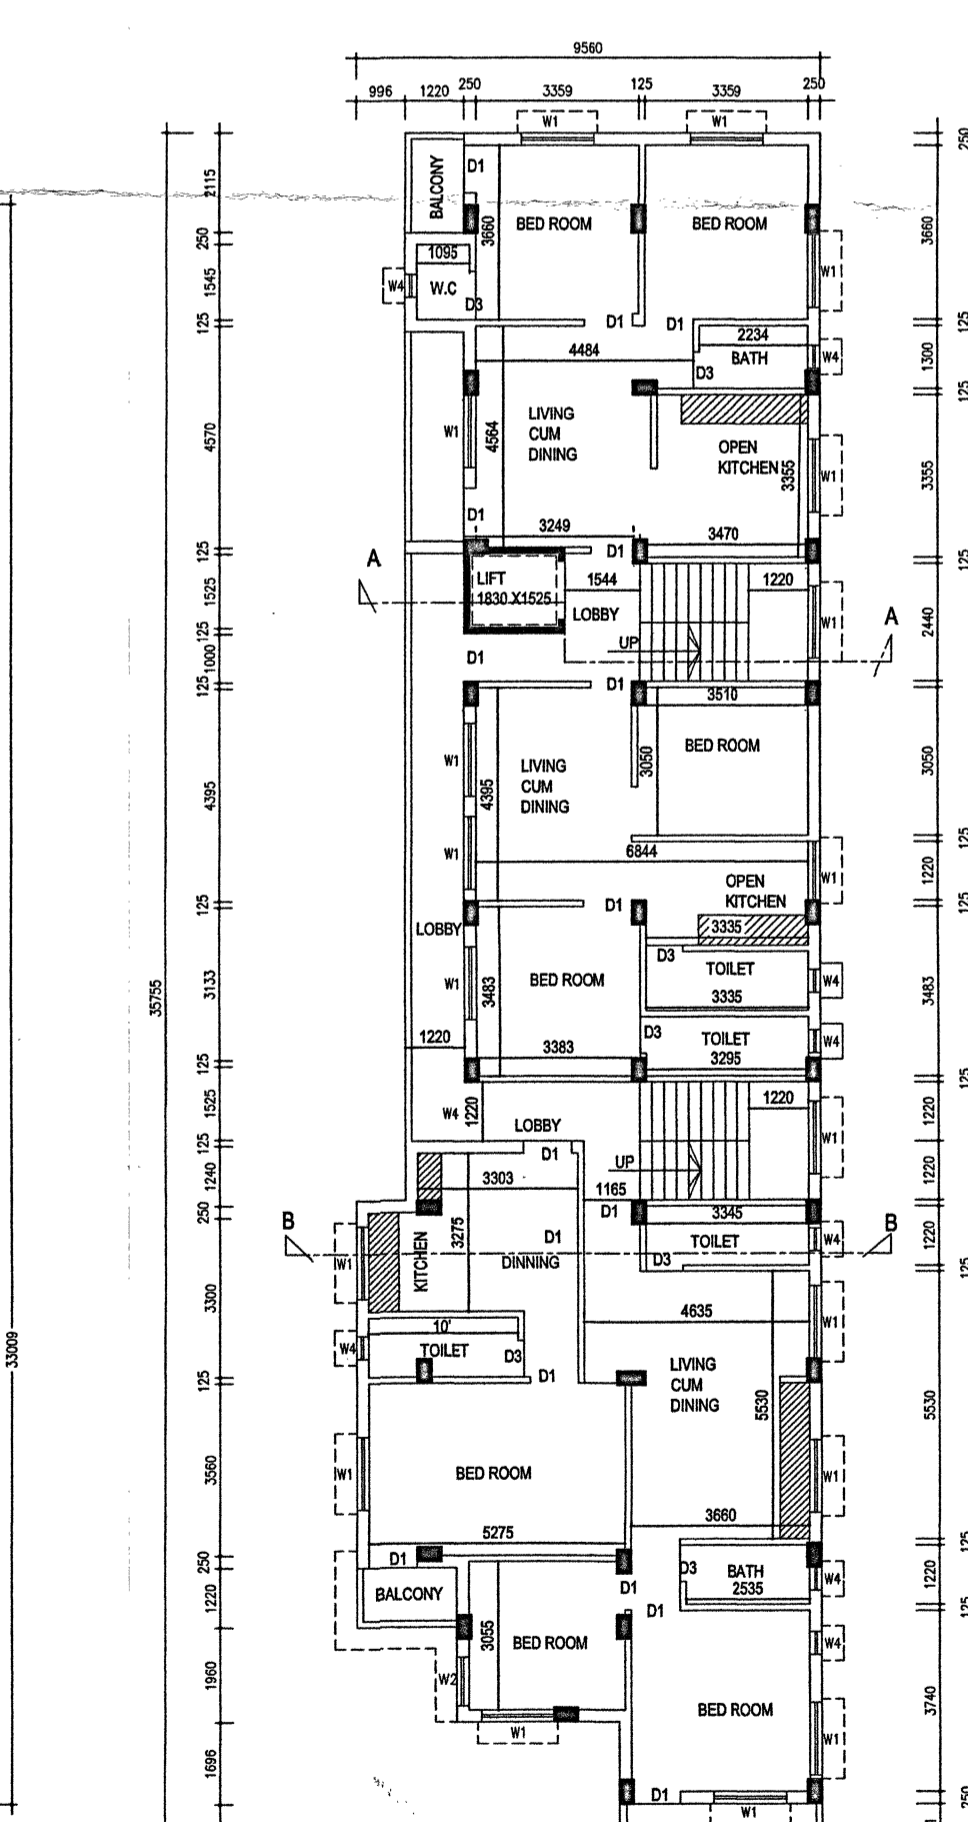 9560
996
1220
250
3359
125
3359
250
W1
W1
250
BALCONY
D1
2115
3660
BED ROOM
BED ROOM
3660
250
1095
W1
W4
W.C
1545
D3
125
D1
D1
125
2234
4484
BATH
W4
1300
D3
125
LIVING
CUM
DINING
W1
4570
4564
OPEN
KITCHEN
3355
W1
3355
D1
3249
3470
125
D1
125
A
LIFT
1830 X1525
1544
1220
1525
LOBBY
W1
2440
A
125
UP
1000
D1
125
D1
3510
BED ROOM
W1
LIVING
CUM
DINING
3050
3050
4395
4395
125
W1
6844
W1
1220
OPEN
KITCHEN
125
D1
125
LOBBY
3335
D3
TOILET
BED ROOM
W4
W1
3133
3483
3335
3483
35755
D3
TOILET
W4
1220
3383
3295
125
125
1525
W4
1220
LOBBY
1220
1220
W1
125
D1
UP
1240
3303
1165
1220
250
D1
3345
B
B
KITCHEN
3275
D1
TOILET
W4
1220
W1
DINNING
D3
125
3300
4635
W1
10'
33009
W4
TOILET
D3
LIVING
CUM
DINING
125
D1
5530
5530
W1
BED ROOM
W1
3560
3660
5275
125
250
D1
D3
BATH
W4
1220
1220
BALCONY
D1
2535
D1
125
3055
BED ROOM
W4
1960
W2
BED ROOM
3740
W1
W1
1696
D1
250
W1